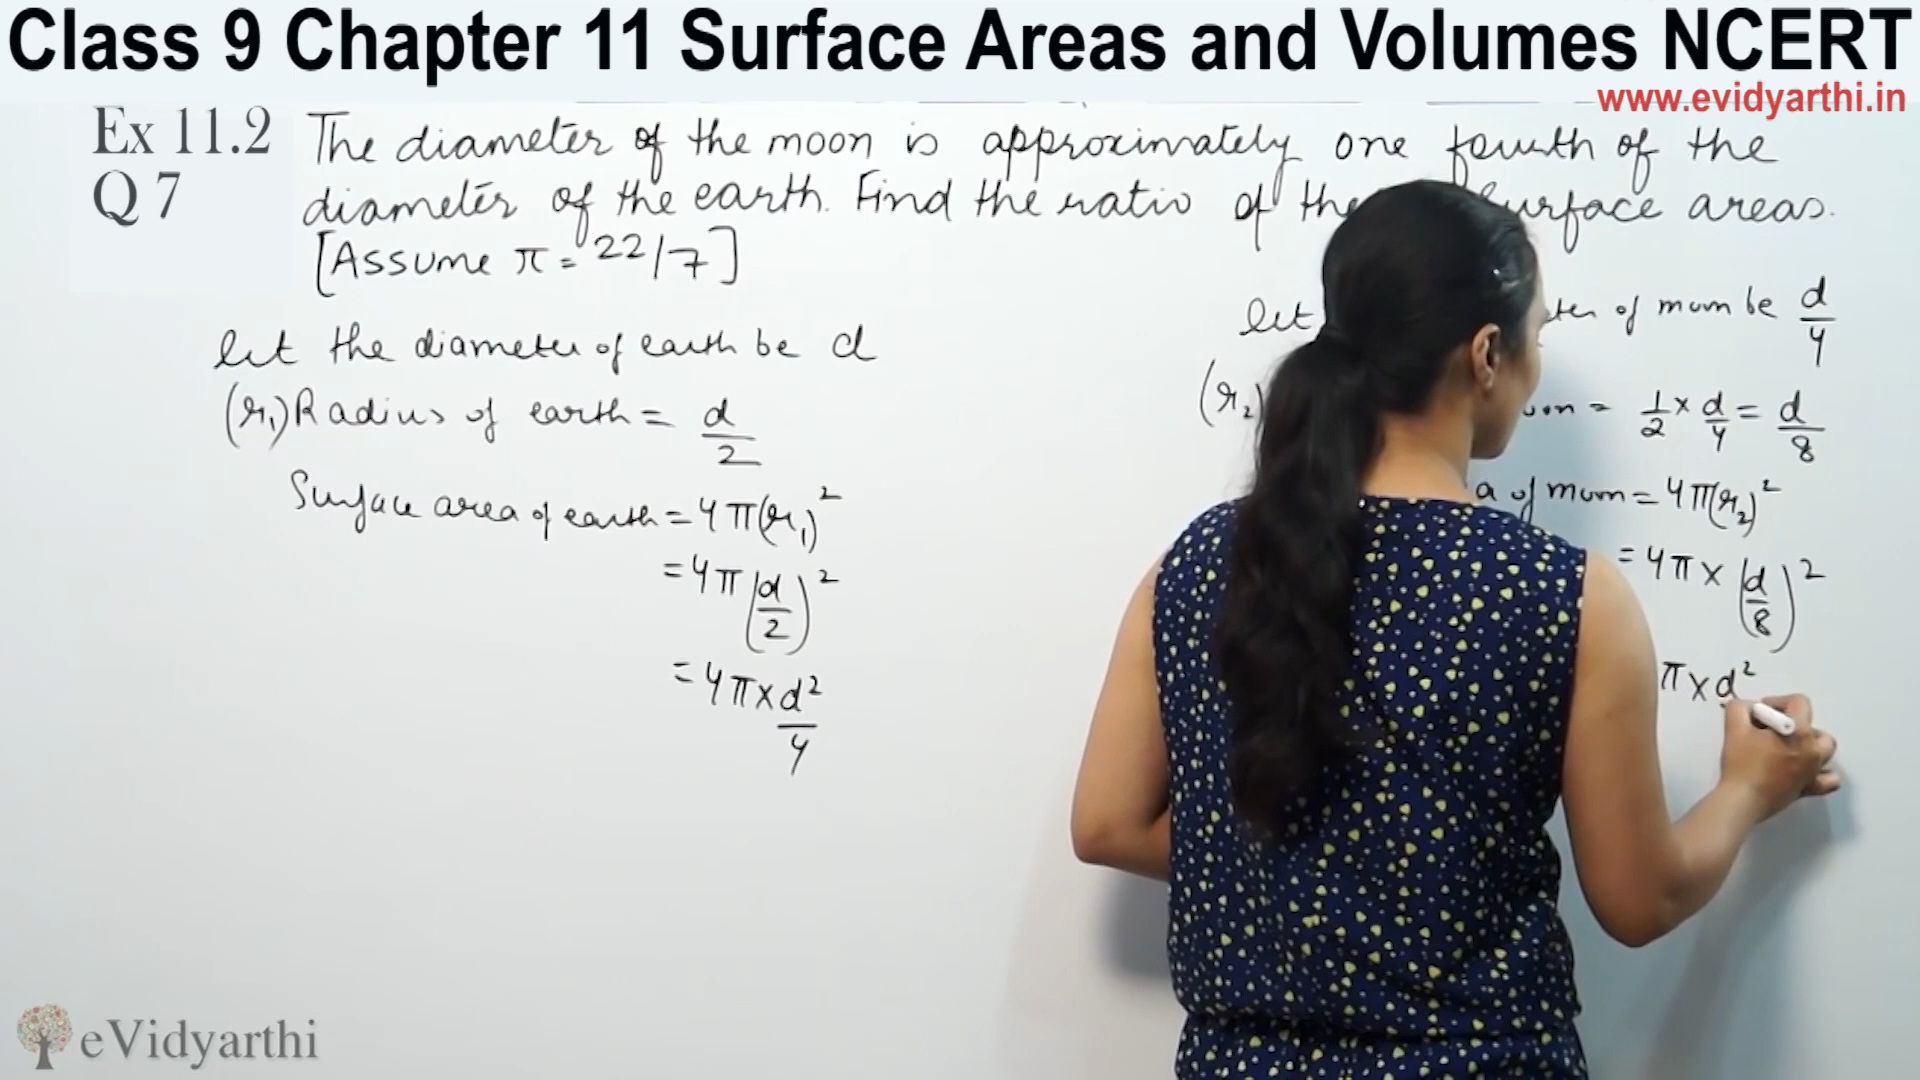 Class 9 Chapter 11 Surface Areas and Volumes NCERT
www.evidyarthi.in
Ex 11.2
Q 7
The diameter of the moon is approximately one fourth of the
diameter of the earth. Find the ratio of the surface areas.
[Assume π = 22/7]
let the diameter of earth be d
(r₁) Radius of earth = d/2
Surface area of earth = 4π(r₁)²
= 4π(d/2)²
= 4π × d²/4
let of moon be d/4
(r₂) = 1/2 × d/4 = d/8
of moon = 4π(r₂)²
= 4π × (d/8)²
π × d²
eVidyarthi